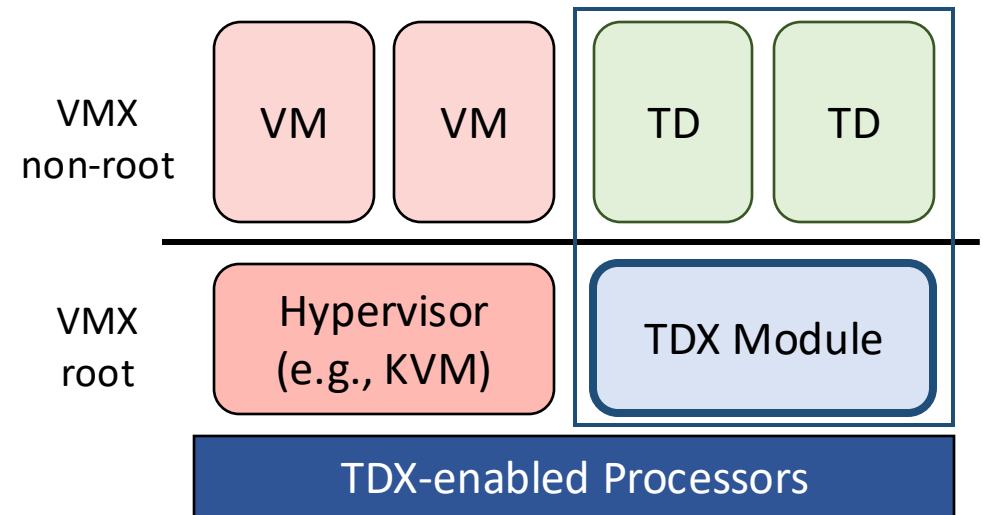 VMX
non-root
VM
VM
TD
TD
VMX
root
Hypervisor
(e.g., KVM)
TDX Module
TDX-enabled Processors